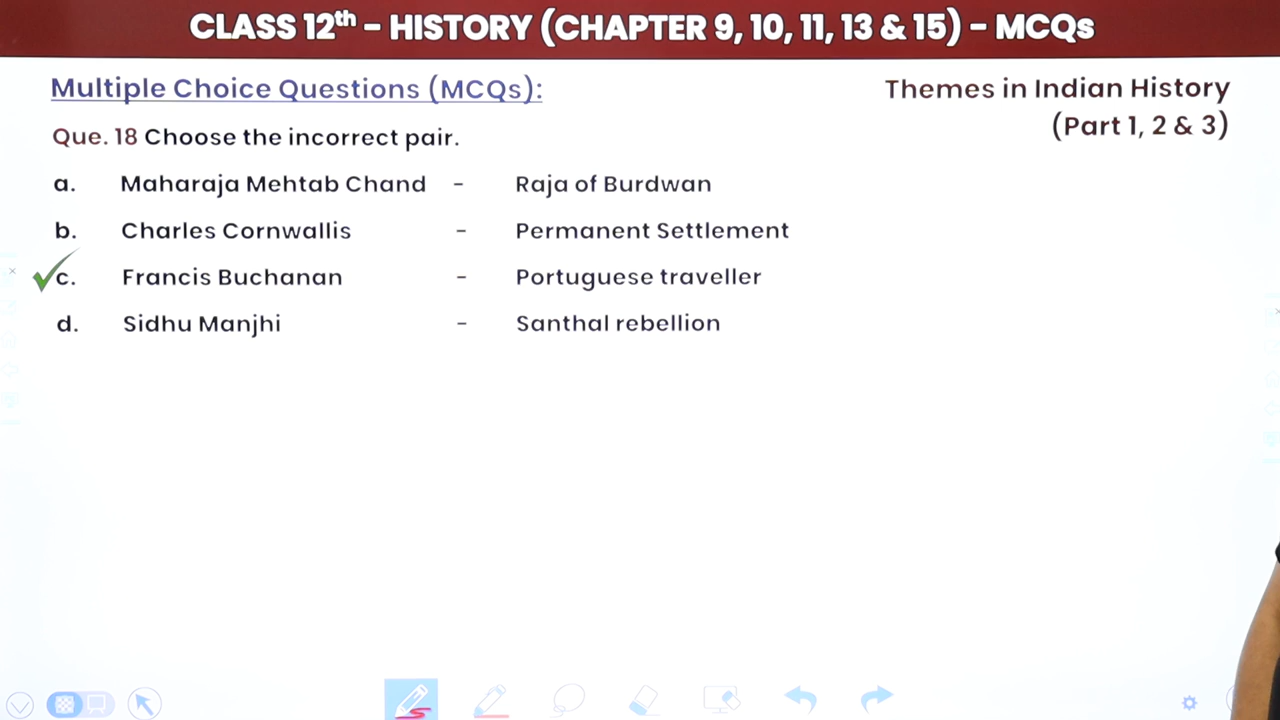 CLASS 12th - HISTORY (CHAPTER 9, 10, 11, 13 & 15) - MCQs
Multiple Choice Questions (MCQs):
Themes in Indian History
(Part 1, 2 & 3)
Que. 18 Choose the incorrect pair.
a. Maharaja Mehtab Chand - Raja of Burdwan
b. Charles Cornwallis - Permanent Settlement
c. Francis Buchanan - Portuguese traveller
d. Sidhu Manjhi - Santhal rebellion